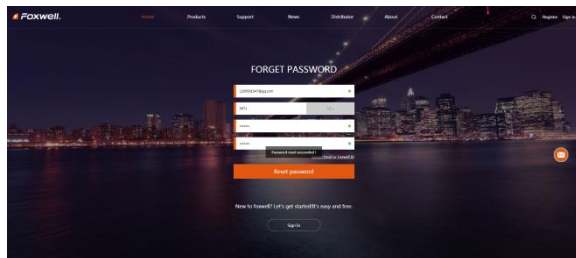 FOXWELL.
Home Products Support News Distributor About Contact Register Sign in
FORGET PASSWORD
******
******
Password reset succeeded !
Reset password
New to foxwell? Let's get started!It's easy and free.
Sign in